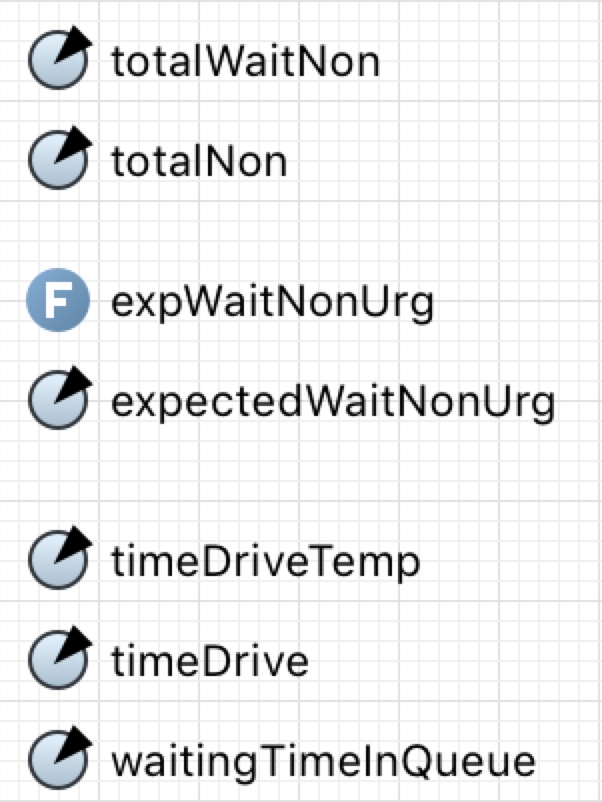 totalWaitNon
totalNon
F expWaitNonUrg
expectedWaitNonUrg
timeDriveTemp
timeDrive
waitingTimeInQueue